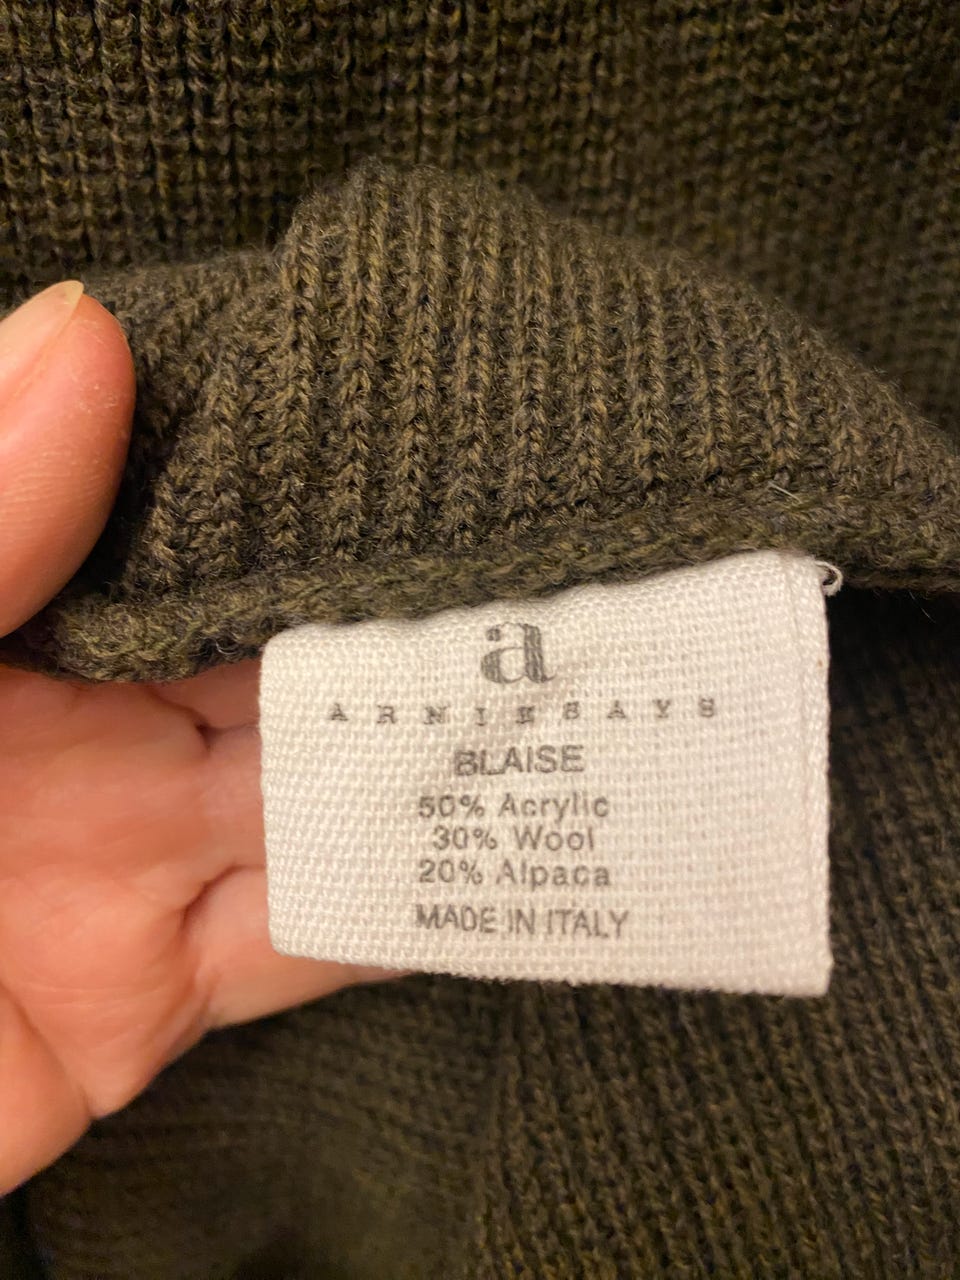 a
ARNIESAYS
BLAISE
50% Acrylic
30% Wool
20% Alpaca
MADE IN ITALY